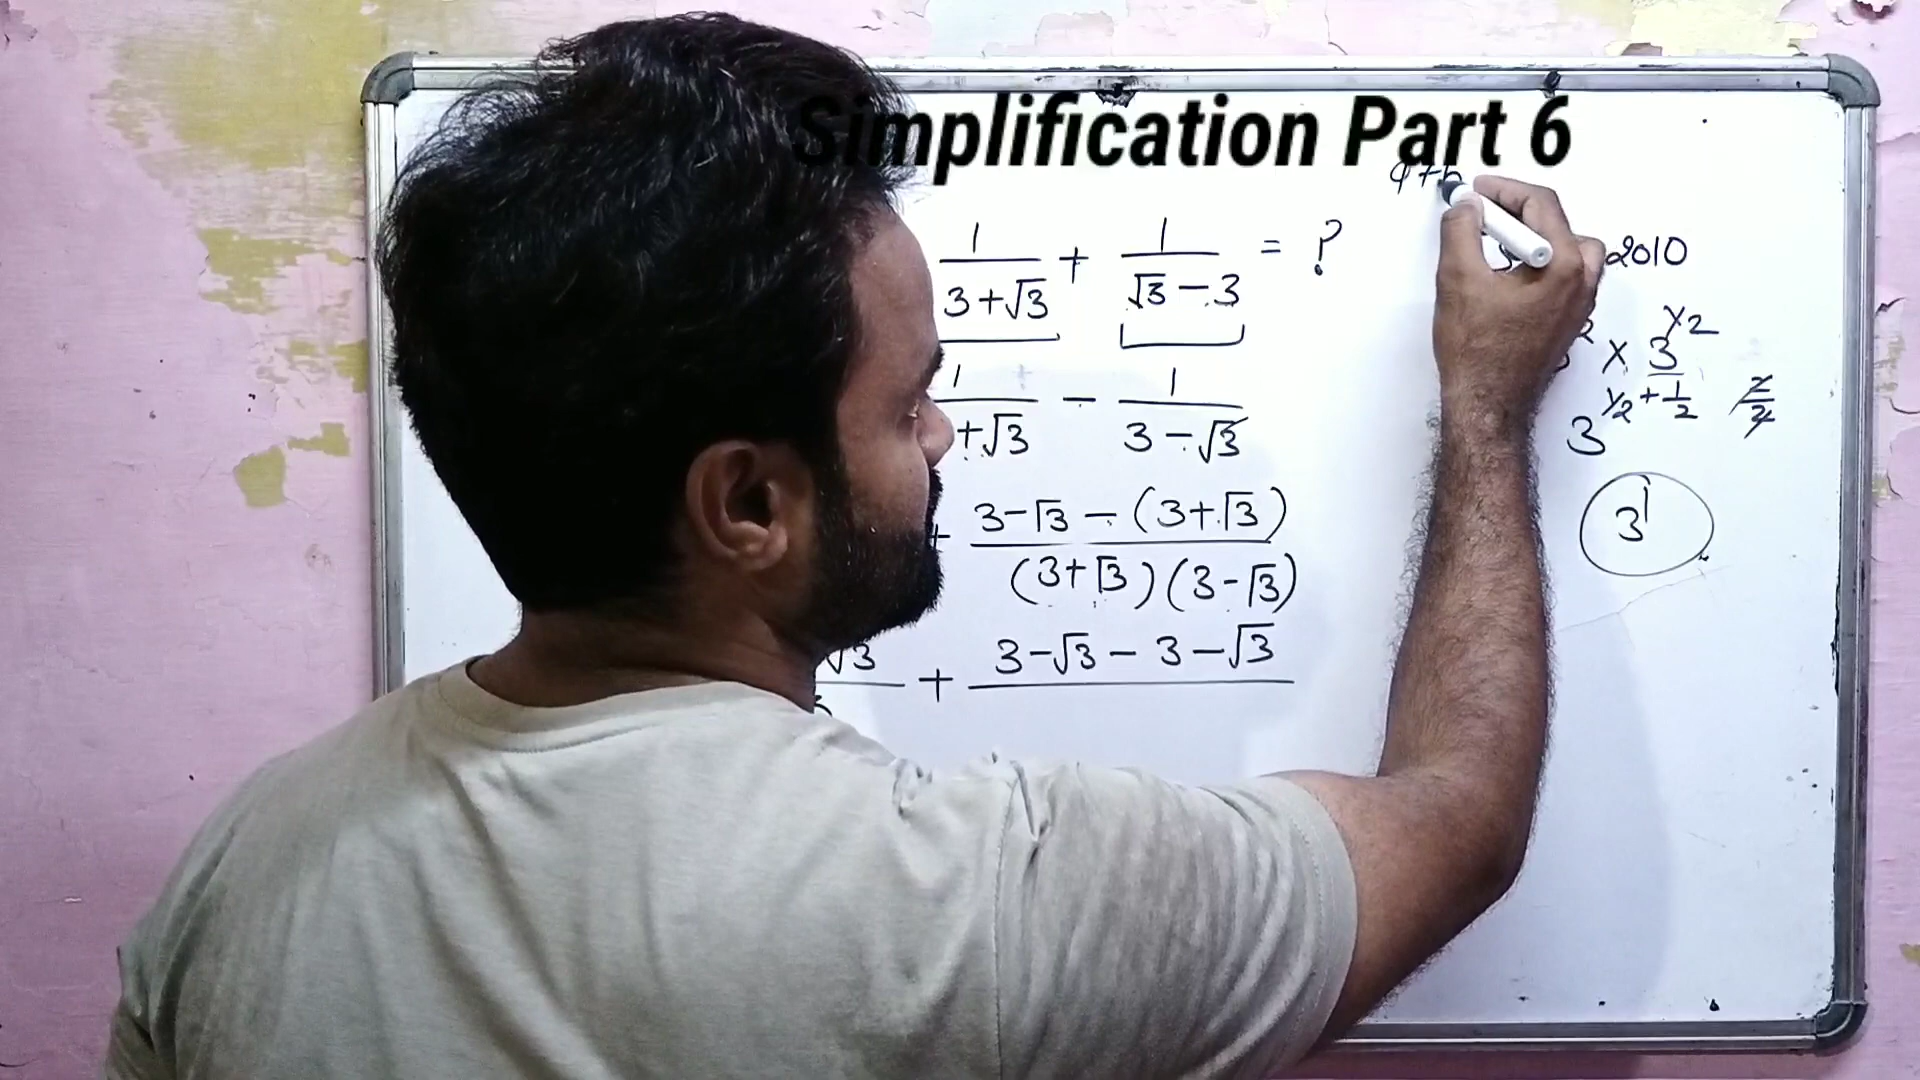 Simplification Part 6
a+b
1/(3+√3) + 1/(√3-3) = ?
2010
1/+√3 - 1/(3-√3)
x 3^1/2
3^1/2+1/2 2/2
+ 3-√3-(3+√3)/(3+√3)(3-√3)
3^1
√3 + 3-√3-3-√3